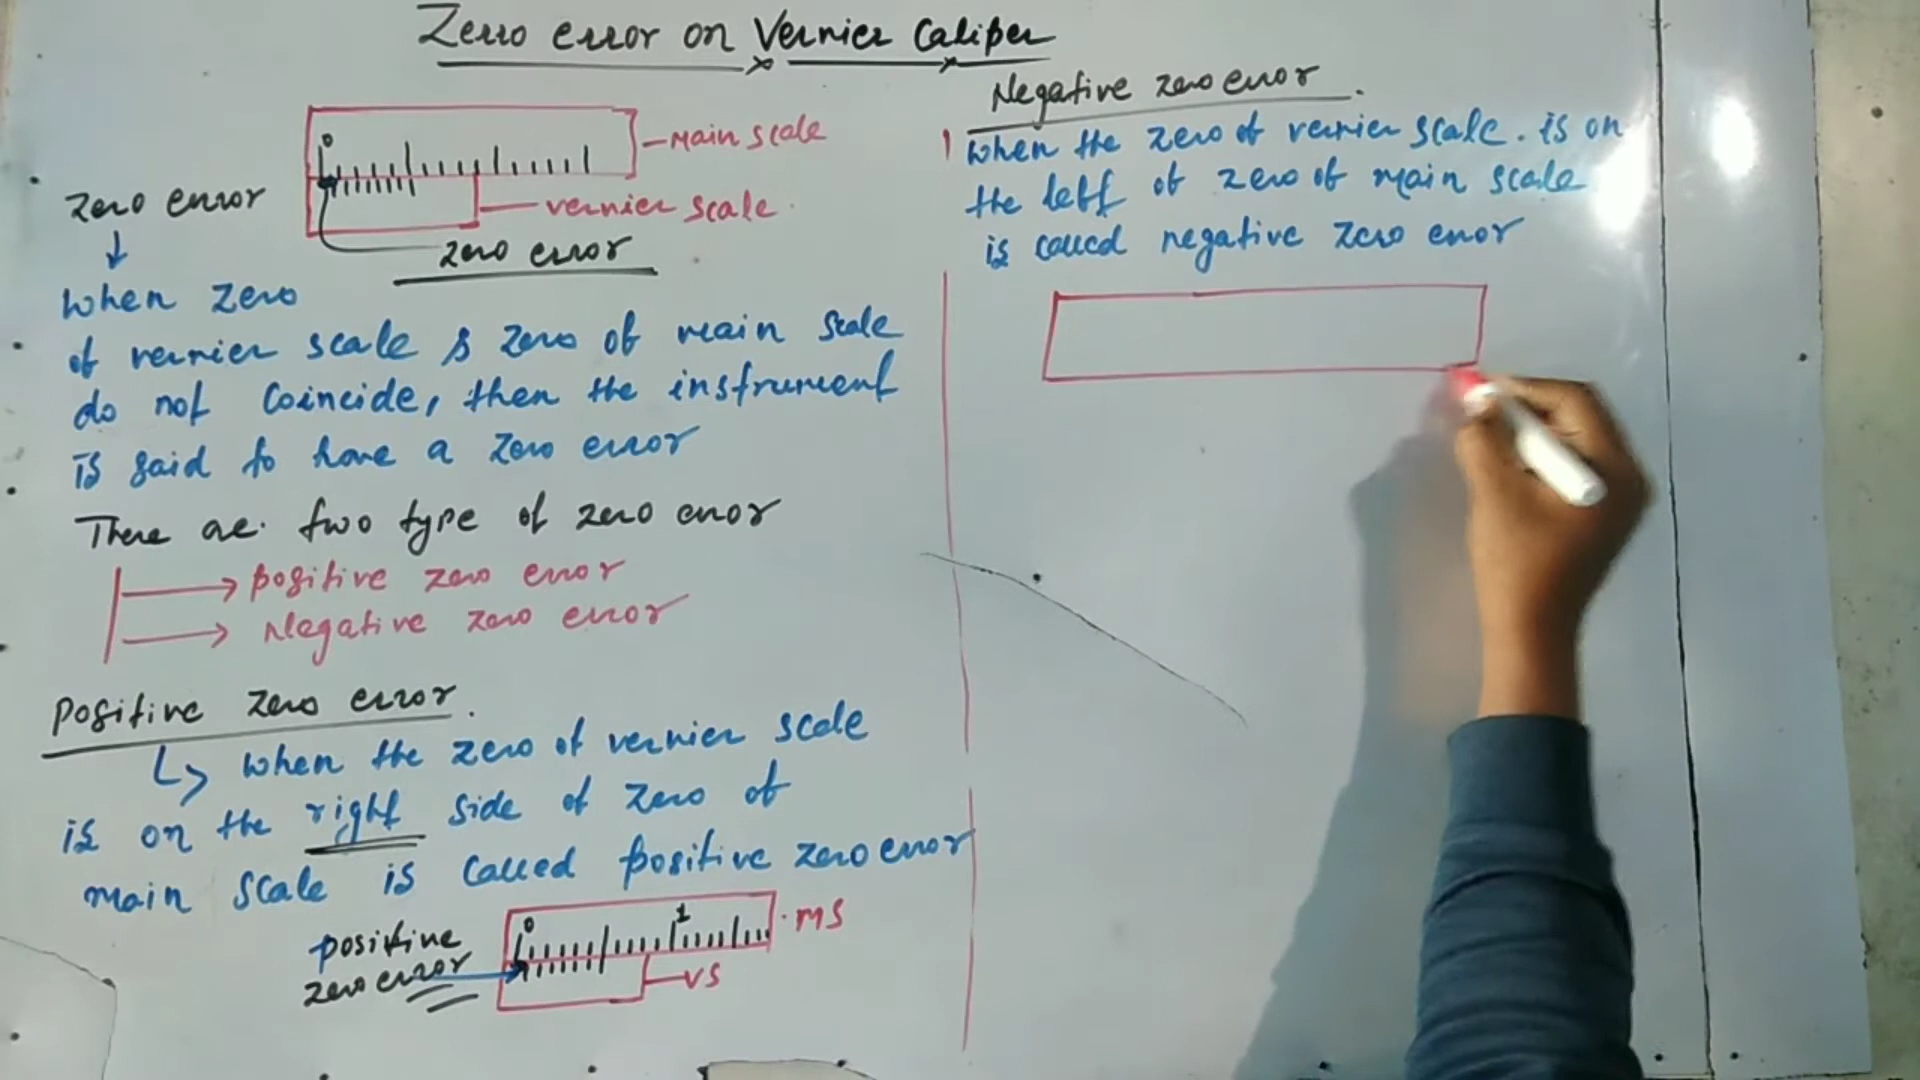 Zero error on Vernier Caliper
0
Main scale
vernier scale
zero error
zero error
when zero
of vernier scale & zero of main scale
do not coincide, then the instrument
is said to have a zero error
There are two type of zero error
positive zero error
Negative zero error
positive zero error.
when the zero of vernier scale
is on the right side of zero of
main scale is called positive zero error
0 1
MS
positive
zero error
VS
Negative zero error.
when the zero of vernier scale. is on
the left of zero of main scale
is called negative zero error